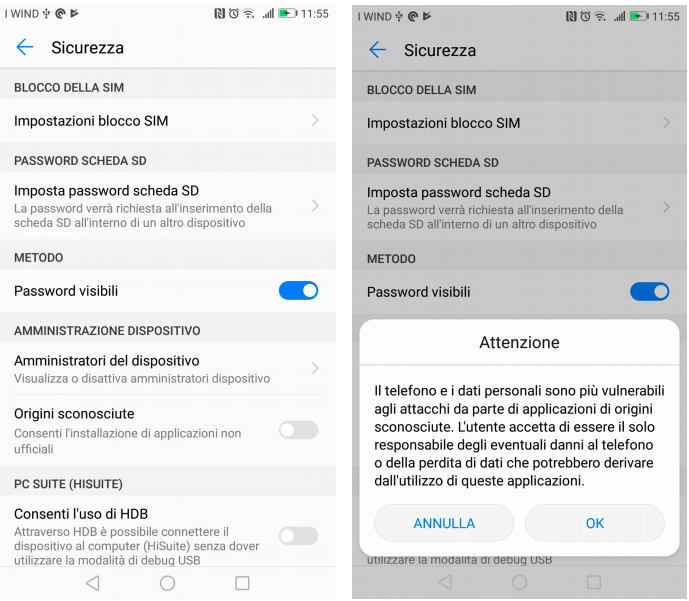 I WIND 11:55
Sicurezza
BLOCCO DELLA SIM
Impostazioni blocco SIM
PASSWORD SCHEDA SD
Imposta password scheda SD
La password verrà richiesta all'inserimento della
scheda SD all'interno di un altro dispositivo
METODO
Password visibili
AMMINISTRAZIONE DISPOSITIVO
Amministratori del dispositivo
Visualizza o disattiva amministratori dispositivo
Origini sconosciute
Consenti l'installazione di applicazioni non
ufficiali
PC SUITE (HISUITE)
Consenti l'uso di HDB
Attraverso HDB è possibile connettere il
dispositivo al computer (HiSuite) senza dover
utilizzare la modalità di debug USB
I WIND 11:55
Sicurezza
BLOCCO DELLA SIM
Impostazioni blocco SIM
PASSWORD SCHEDA SD
Imposta password scheda SD
La password verrà richiesta all'inserimento della
scheda SD all'interno di un altro dispositivo
METODO
Password visibili
Attenzione
Il telefono e i dati personali sono più vulnerabili
agli attacchi da parte di applicazioni di origini
sconosciute. L'utente accetta di essere il solo
responsabile degli eventuali danni al telefono
o della perdita di dati che potrebbero derivare
dall'utilizzo di queste applicazioni.
ANNULLA OK
utilizzare la modalità di debug USB